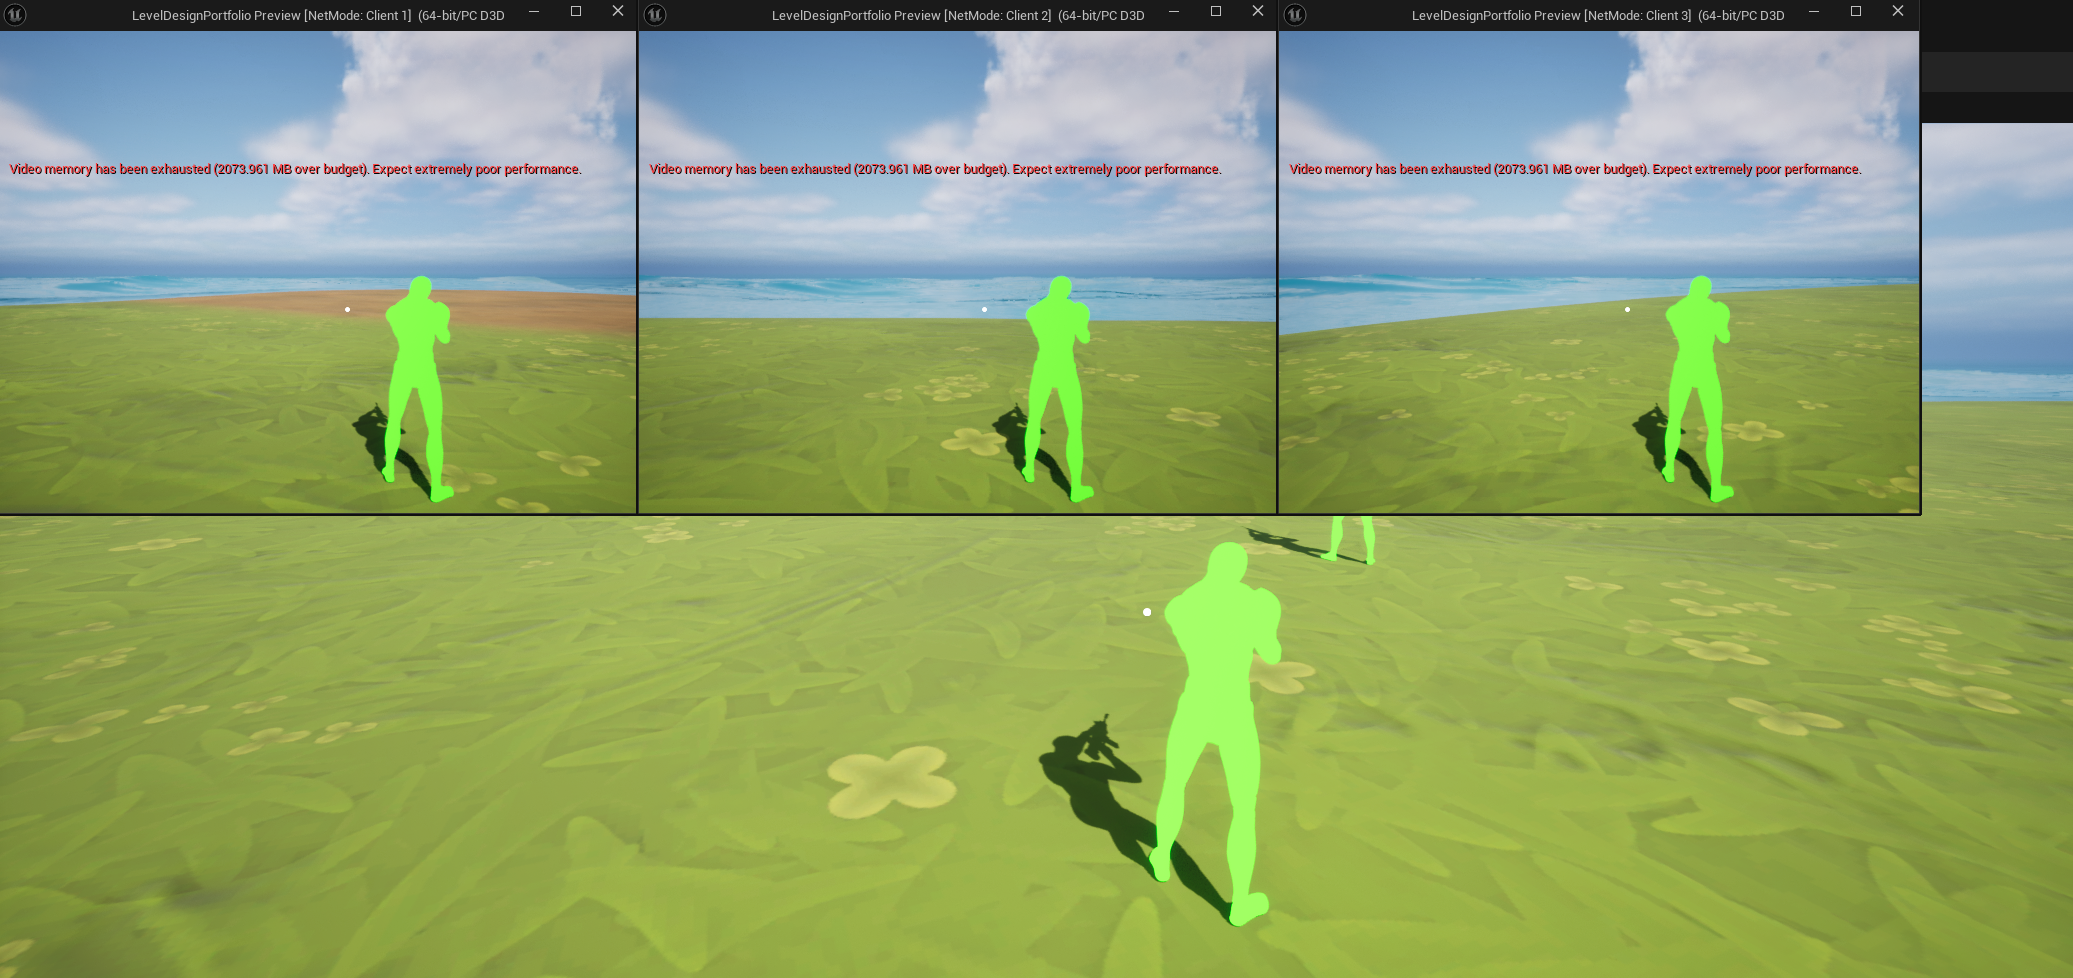 LevelDesignPortfolio Preview [NetMode: Client 1] (64-bit/PC D3D
LevelDesignPortfolio Preview [NetMode: Client 2] (64-bit/PC D3D
LevelDesignPortfolio Preview [NetMode: Client 3] (64-bit/PC D3D
Video memory has been exhausted (2073.961 MB over budget). Expect extremely poor performance.
Video memory has been exhausted (2073.961 MB over budget). Expect extremely poor performance.
Video memory has been exhausted (2073.961 MB over budget). Expect extremely poor performance.